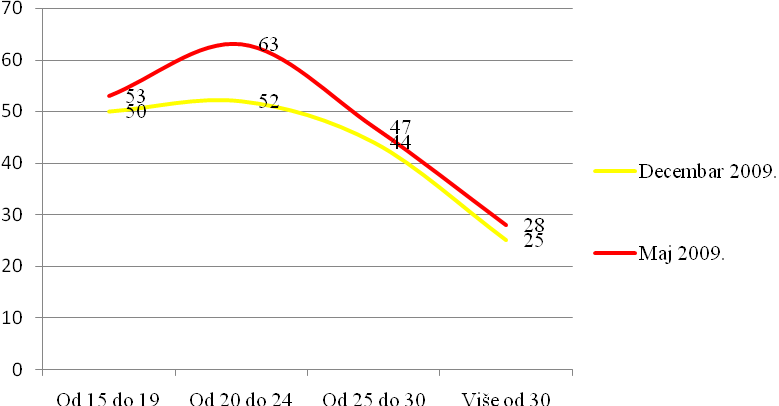 70
60
50
40
30
20
10
0
53
50
63
52
47
44
28
25
Od 15 do 19
Od 20 do 24
Od 25 do 30
Više od 30
Decembar 2009.
Maj 2009.